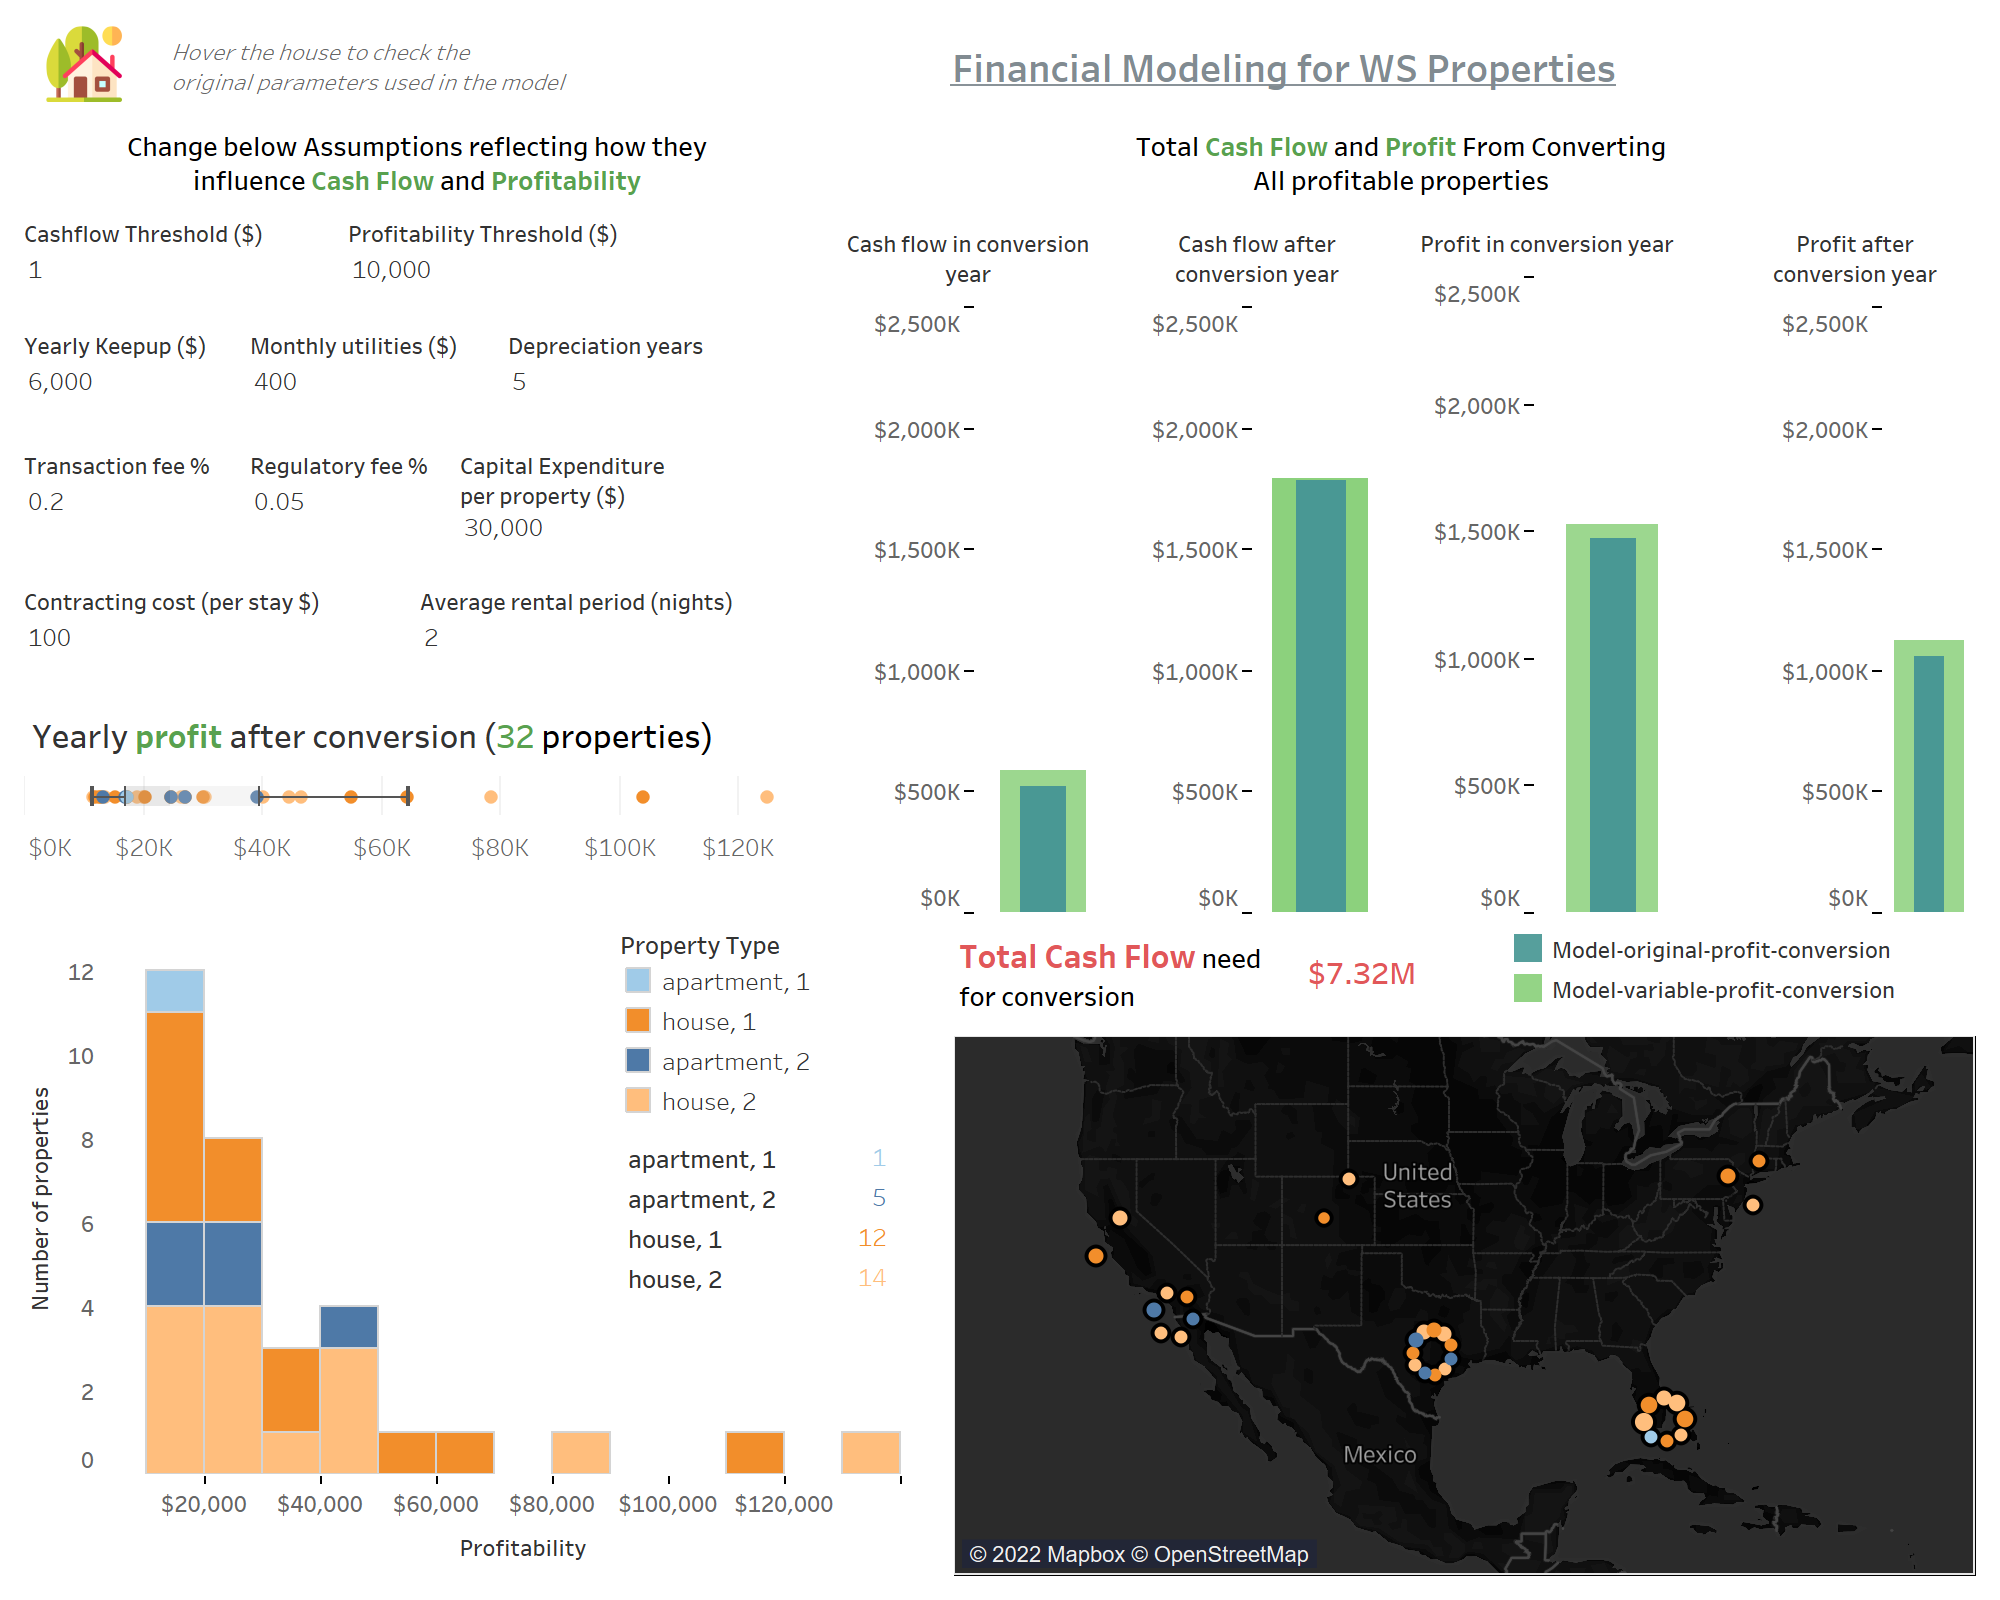 Hover the house to check the
original parameters used in the model
Financial Modeling for WS Properties
Change below Assumptions reflecting how they
influence Cash Flow and Profitability
Cashflow Threshold ($)
1
Profitability Threshold ($)
10,000
Yearly Keepup ($)
6,000
Monthly utilities ($)
400
Depreciation years
5
Transaction fee %
0.2
Regulatory fee %
0.05
Capital Expenditure
per property ($)
30,000
Contracting cost (per stay $)
100
Average rental period (nights)
2
Total Cash Flow and Profit From Converting
All profitable properties
Cash flow in conversion
year
$2,500K
$2,000K
$1,500K
$1,000K
$500K
$0K
Cash flow after
conversion year
$2,500K
$2,000K
$1,500K
$1,000K
$500K
$0K
Profit in conversion year
$2,500K
$2,000K
$1,500K
$1,000K
$500K
$0K
Profit after
conversion year
$2,500K
$2,000K
$1,500K
$1,000K
$500K
$0K
Yearly profit after conversion (32 properties)
$0K $20K $40K $60K $80K $100K $120K
Total Cash Flow need
for conversion
$7.32M
Model-original-profit-conversion
Model-variable-profit-conversion
Number of properties
12
10
8
6
4
2
0
$20,000 $40,000 $60,000 $80,000 $100,000 $120,000
Profitability
Property Type
apartment, 1
house, 1
apartment, 2
house, 2
apartment, 1 1
apartment, 2 5
house, 1 12
house, 2 14
United
States
Mexico
© 2022 Mapbox © OpenStreetMap